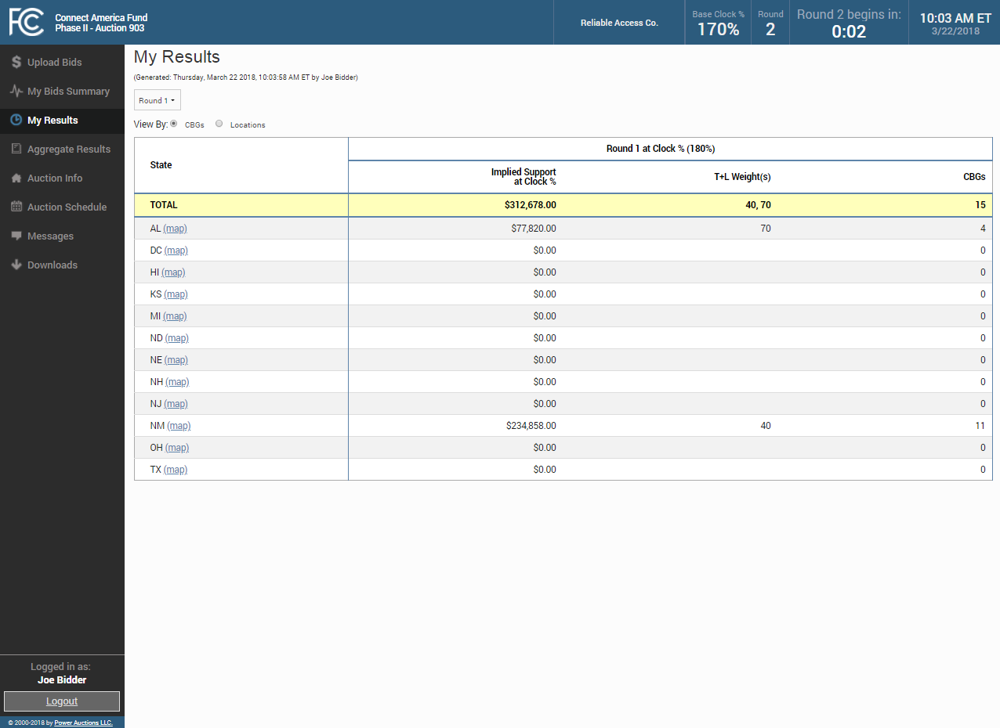 FCC
Connect America Fund
Phase II - Auction 903
Reliable Access Co.
Base Clock %
170%
Round
2
Round 2 begins in:
0:02
10:03 AM ET
3/22/2018
Upload Bids
My Bids Summary
My Results
Aggregate Results
Auction Info
Auction Schedule
Messages
Downloads
Logged in as:
Joe Bidder
Logout
© 2000-2018 by Power Auctions LLC.
My Results
(Generated: Thursday, March 22 2018, 10:03:58 AM ET by Joe Bidder)
Round 1
View By: CBGs Locations
Round 1 at Clock % (180%)
State
Implied Support
at Clock %
T+L Weight(s)
CBGs
TOTAL $312,678.00 40, 70 15
AL (map) $77,820.00 70 4
DC (map) $0.00 0
HI (map) $0.00 0
KS (map) $0.00 0
MI (map) $0.00 0
ND (map) $0.00 0
NE (map) $0.00 0
NH (map) $0.00 0
NJ (map) $0.00 0
NM (map) $234,858.00 40 11
OH (map) $0.00 0
TX (map) $0.00 0